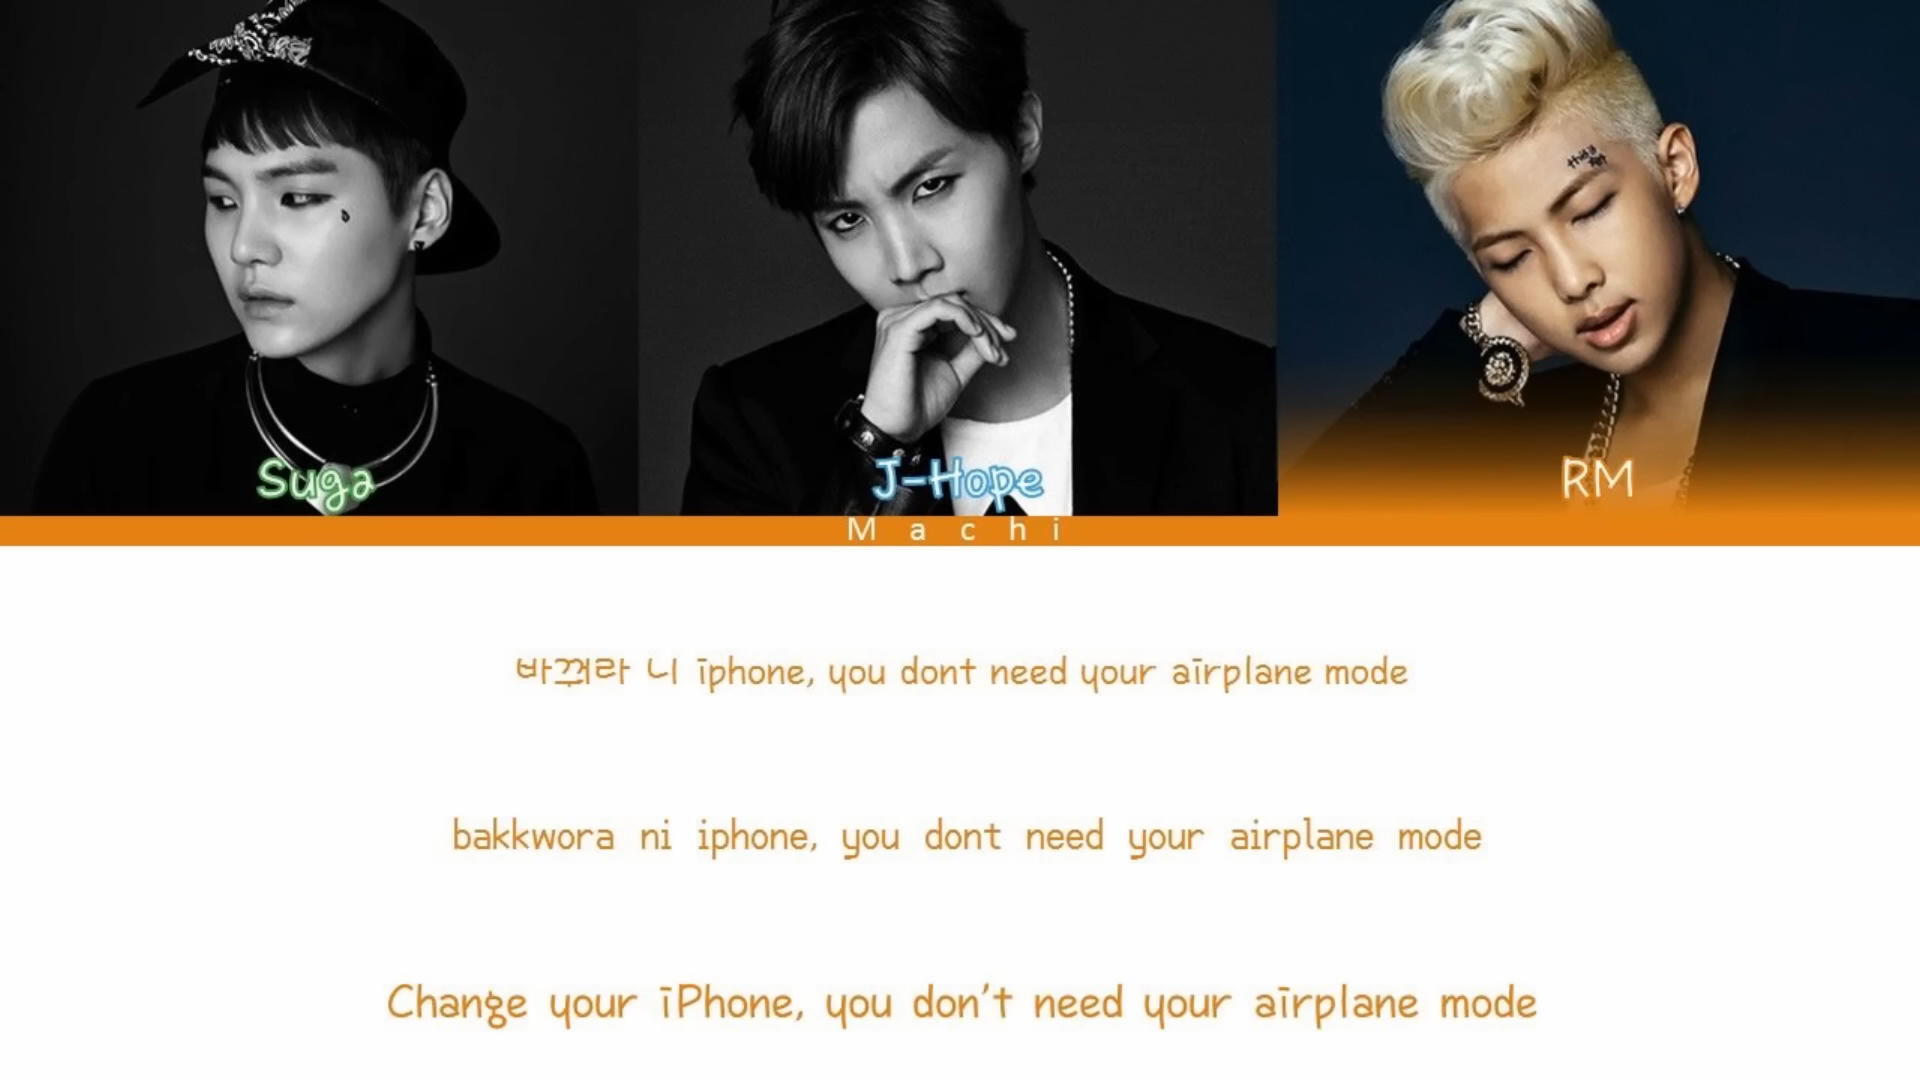 Suga
J-Hope
RM
Machi
바꿔라 니 iphone, you dont need your airplane mode
bakkwora ni iphone, you dont need your airplane mode
Change your iPhone, you don't need your airplane mode